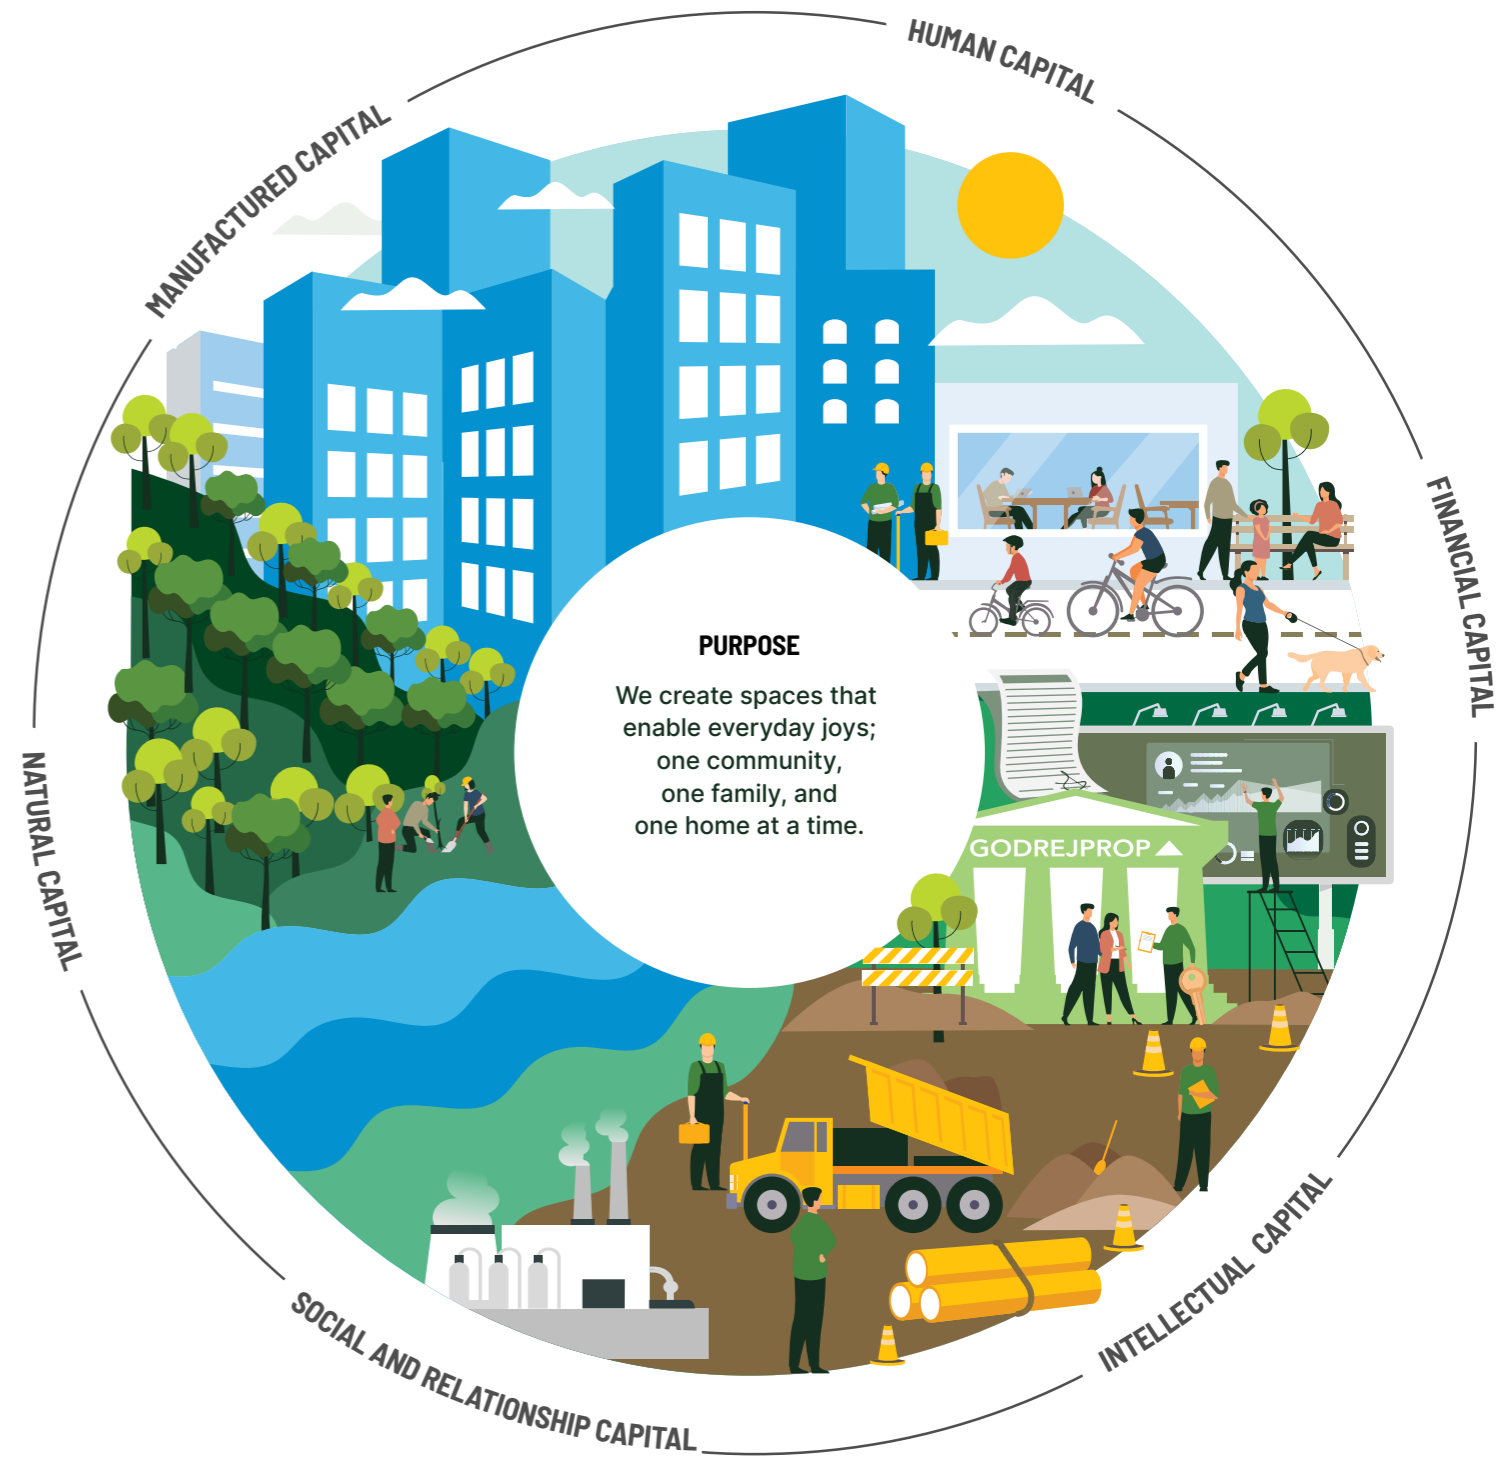 HUMAN CAPITAL
MANUFACTURED CAPITAL
FINANCIAL CAPITAL
PURPOSE
We create spaces that
enable everyday joys;
one community,
one family, and
one home at a time.
NATURAL CAPITAL
GODREJPROP
INTELLECTUAL CAPITAL
SOCIAL AND RELATIONSHIP CAPITAL